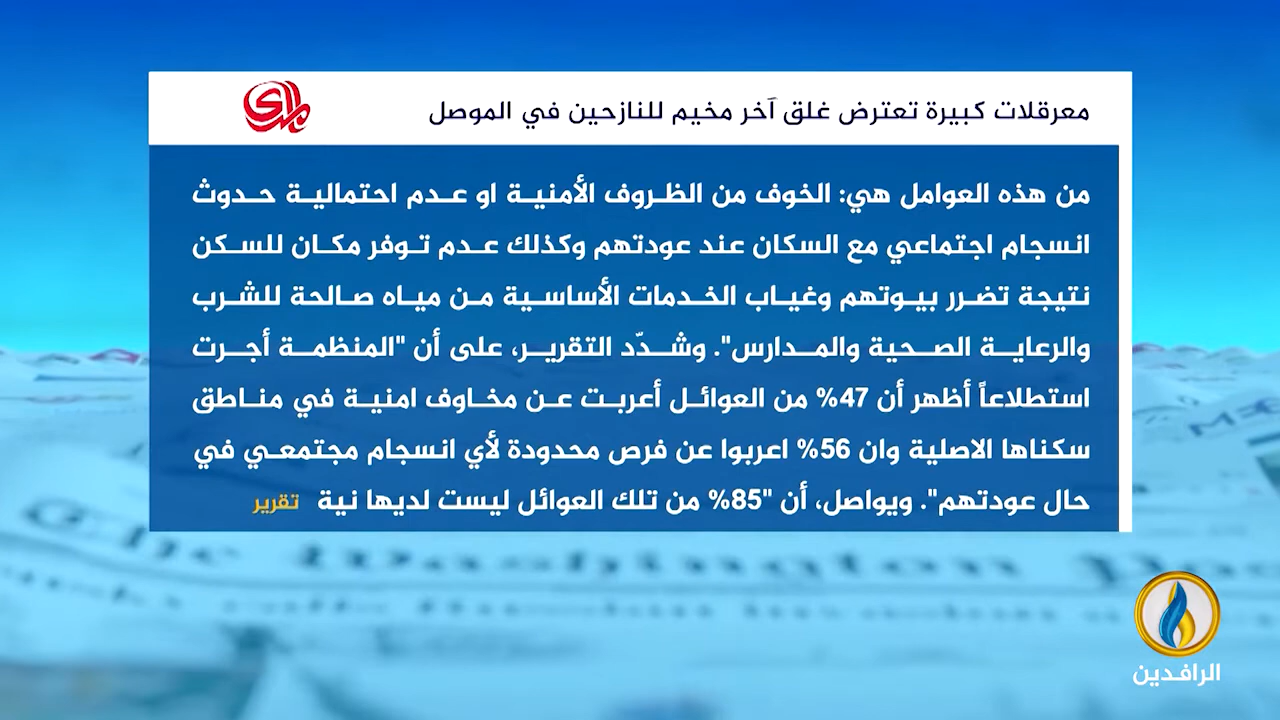 معرقلات كبيرة تعترض غلق آخر مخيم للنازحين في الموصل
المدى
من هذه العوامل هي: الخوف من الظروف الأمنية او عدم احتمالية حدوث
انسجام اجتماعي مع السكان عند عودتهم وكذلك عدم توفر مكان للسكن
نتيجة تضرر بيوتهم وغياب الخدمات الأساسية من مياه صالحة للشرب
والرعاية الصحية والمدارس". وشدّد التقرير، على أن "المنظمة أجرت
استطلاعاً أظهر أن 47% من العوائل أعربت عن مخاوف امنية في مناطق
سكناها الاصلية وان 56% اعربوا عن فرص محدودة لأي انسجام مجتمعي في
حال عودتهم". ويواصل، أن "85% من تلك العوائل ليست لديها نية
تقرير
The Washington
الرافدين